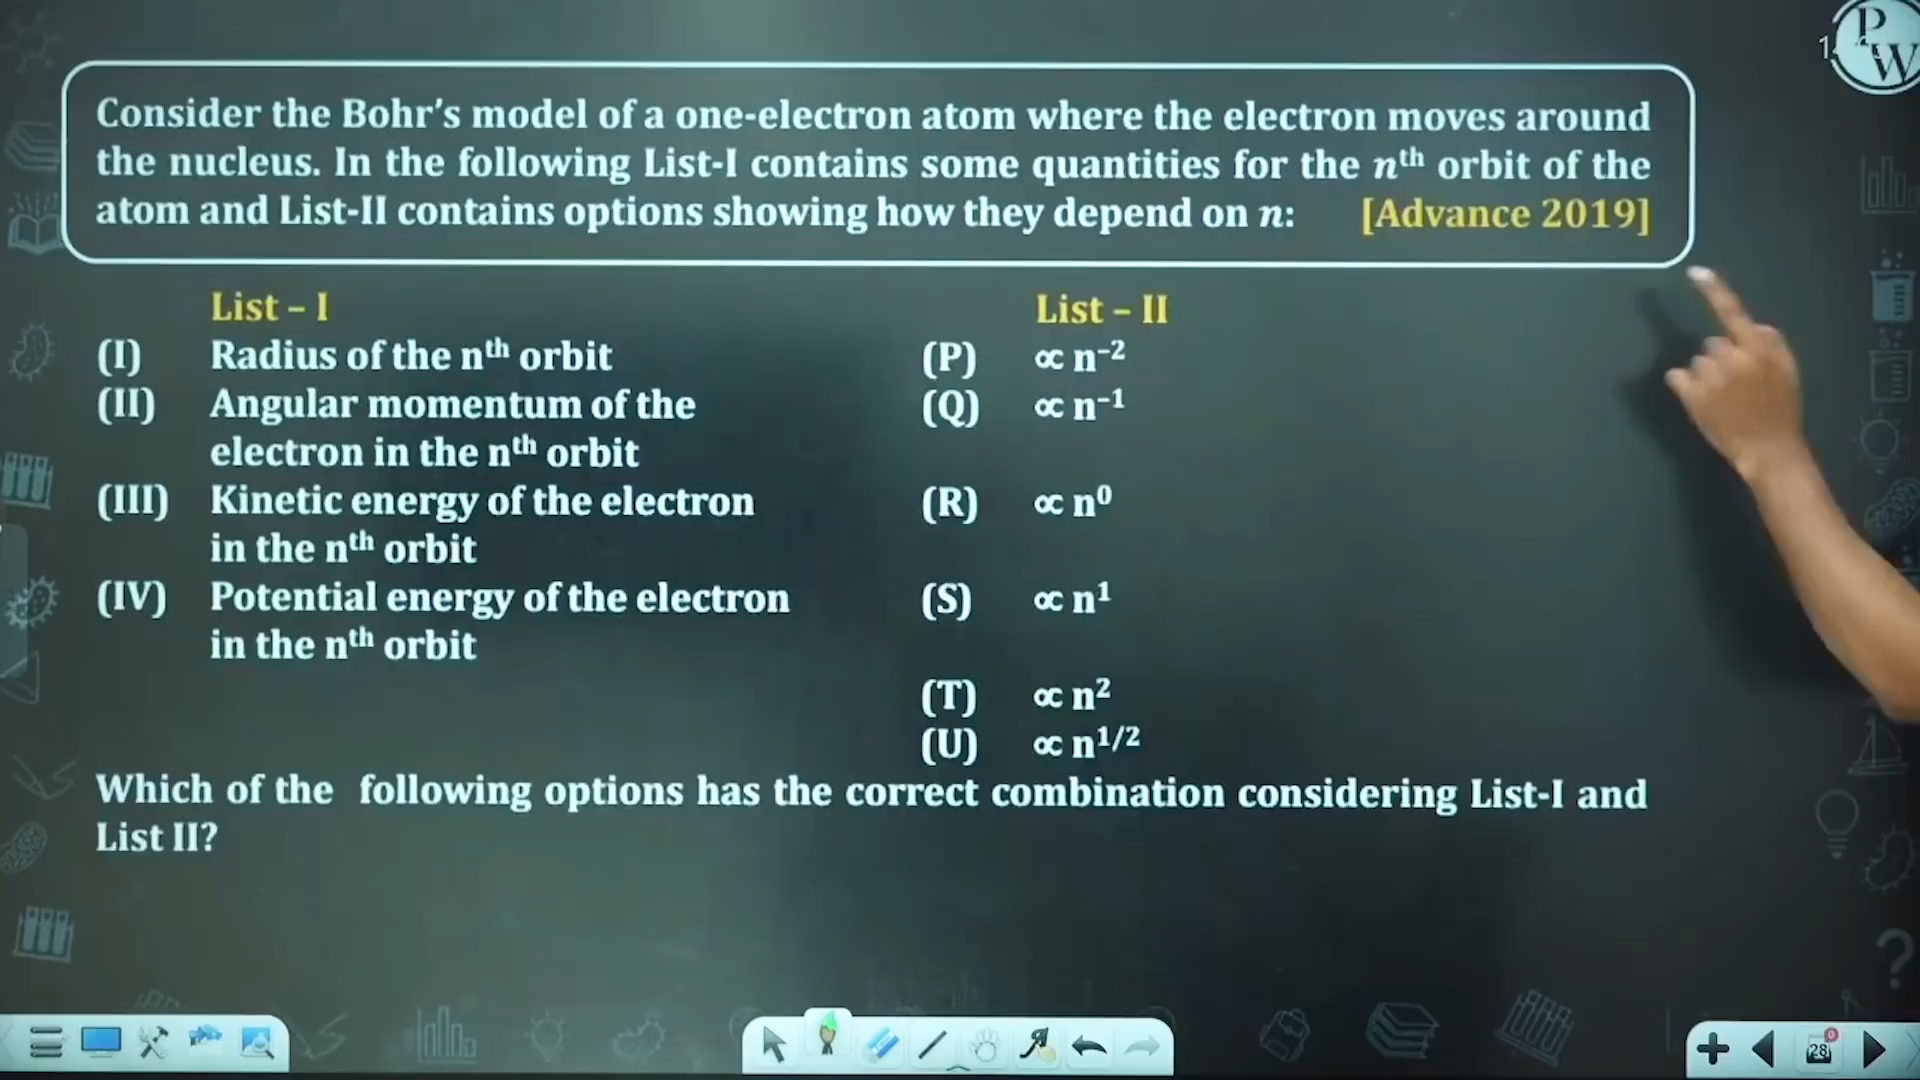 P
W
Consider the Bohr's model of a one-electron atom where the electron moves around
the nucleus. In the following List-I contains some quantities for the nᵗʰ orbit of the
atom and List-II contains options showing how they depend on n: [Advance 2019]
List – I List – II
(I) Radius of the nᵗʰ orbit (P) ∝ n⁻²
(II) Angular momentum of the (Q) ∝ n⁻¹
electron in the nᵗʰ orbit
(III) Kinetic energy of the electron (R) ∝ n⁰
in the nᵗʰ orbit
(IV) Potential energy of the electron (S) ∝ n¹
in the nᵗʰ orbit
(T) ∝ n²
(U) ∝ n¹ᐟ²
Which of the following options has the correct combination considering List-I and
List II?
28
0